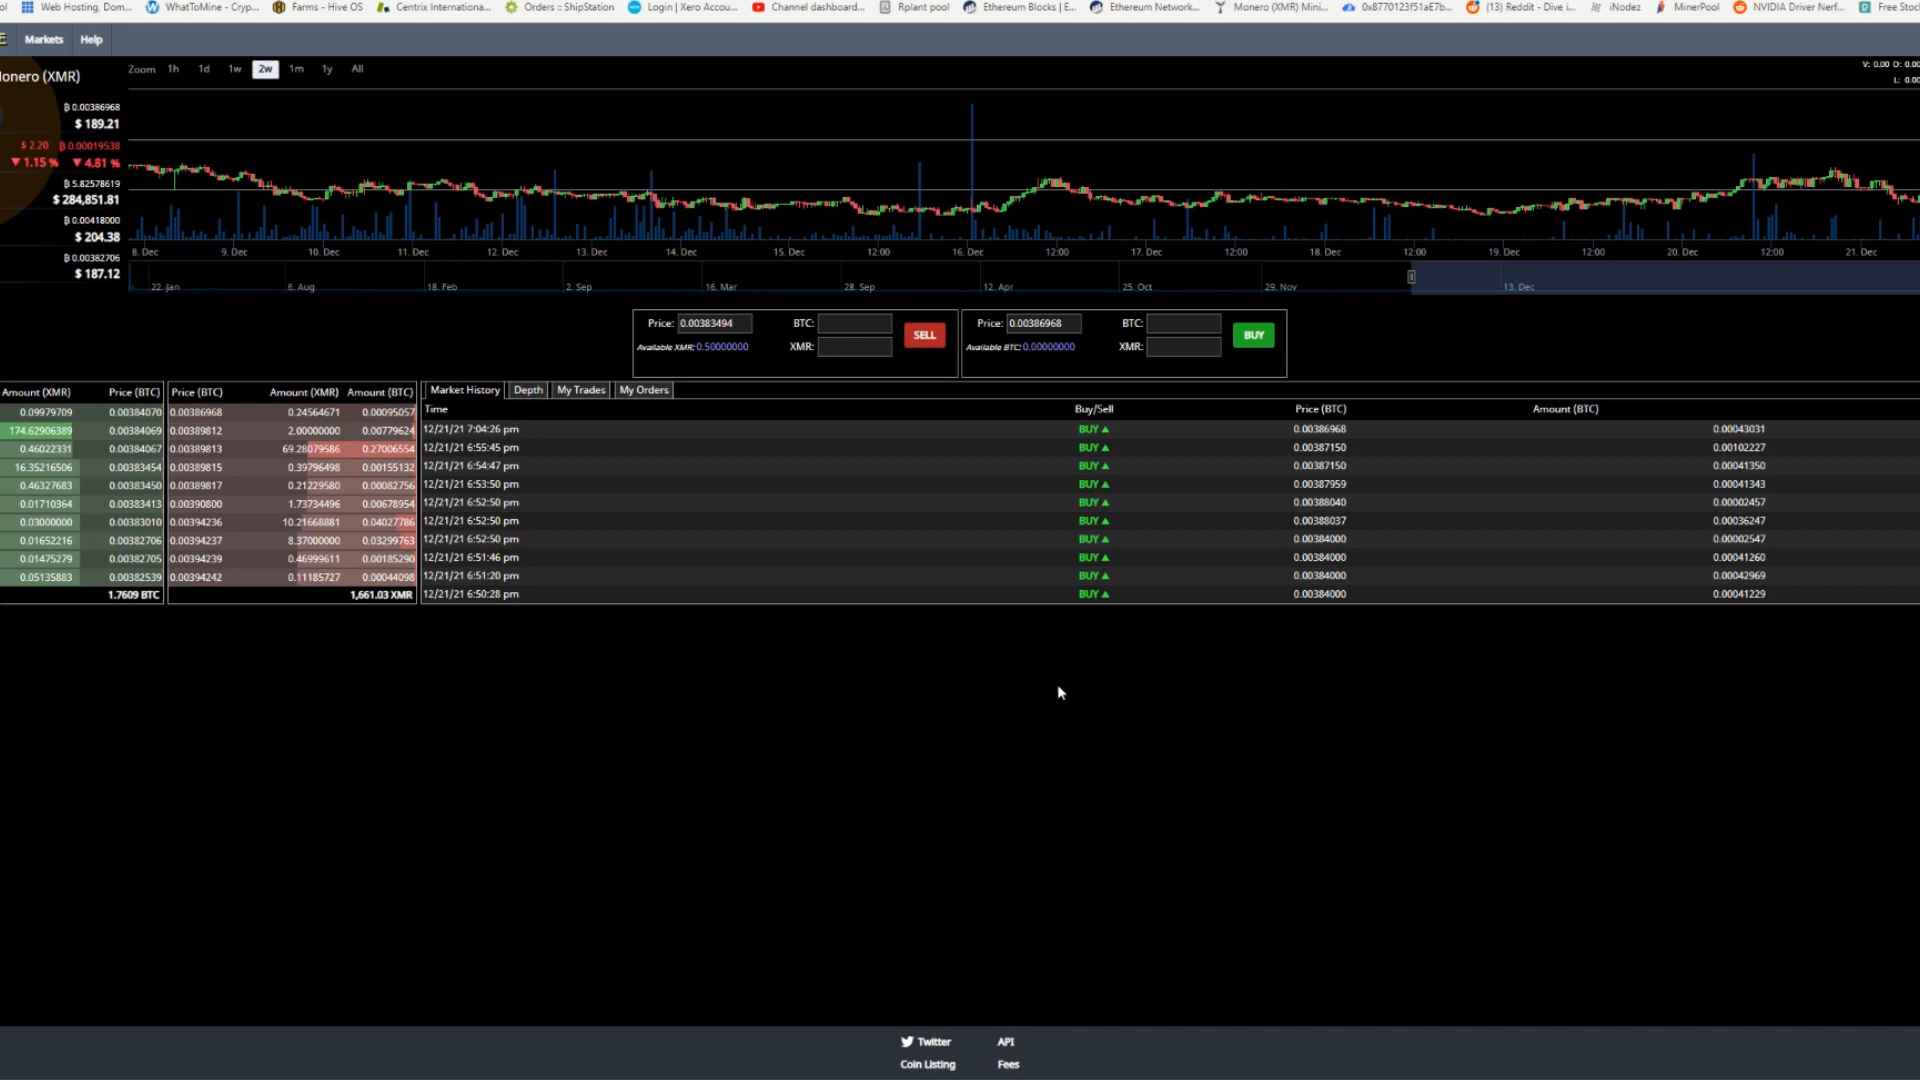 Web Hosting, Dom... WhatToMine - Cryp... Farms - Hive OS Centrix Internationa... Orders :: ShipStation Login | Xero Accou... Channel dashboard... Rplant pool Ethereum Blocks | E... Ethereum Network... Monero (XMR) Mini... 0x8770123f51aE7b... (13) Reddit - Dive i... iNodez MinerPool NVIDIA Driver Nerf... Free Stoc
E Markets Help
onero (XMR)
Zoom 1h 1d 1w 2w 1m 1y All
V: 0.00 O: 0.00
L: 0.00
₿ 0.00386968
$ 189.21
$ 2.20 ₿ 0.00019538
▼ 1.15 % ▼ 4.81 %
₿ 5.82578619
$ 284,851.81
₿ 0.00418000
$ 204.38
₿ 0.00382706
$ 187.12
8. Dec 9. Dec 10. Dec 11. Dec 12. Dec 13. Dec 14. Dec 15. Dec 12:00 16. Dec 12:00 17. Dec 12:00 18. Dec 12:00 19. Dec 12:00 20. Dec 12:00 21. Dec
22. Jan 6. Aug 18. Feb 2. Sep 16. Mar 28. Sep 12. Apr 25. Oct 29. Nov 13. Dec
Price: 0.00383494 BTC: SELL Price: 0.00386968 BTC: BUY
Available XMR: 0.50000000 XMR: Available BTC: 0.00000000 XMR:
Amount (XMR) Price (BTC) Price (BTC) Amount (XMR) Amount (BTC) Market History Depth My Trades My Orders
Time Buy/Sell Price (BTC) Amount (BTC)
0.09979709 0.00384070 0.00386968 0.24564671 0.00095057
174.62906389 0.00384069 0.00389812 2.00000000 0.00779624 12/21/21 7:04:26 pm BUY ▲ 0.00386968 0.00043031
0.46022331 0.00384067 0.00389813 69.28079586 0.27006554 12/21/21 6:55:45 pm BUY ▲ 0.00387150 0.00102227
16.35216506 0.00383454 0.00389815 0.39796498 0.00155132 12/21/21 6:54:47 pm BUY ▲ 0.00387150 0.00041350
0.46327683 0.00383450 0.00389817 0.21229580 0.00082756 12/21/21 6:53:50 pm BUY ▲ 0.00387959 0.00041343
0.01710364 0.00383413 0.00390800 1.73734496 0.00678954 12/21/21 6:52:50 pm BUY ▲ 0.00388040 0.00002457
0.03000000 0.00383010 0.00394236 10.21668881 0.04027786 12/21/21 6:52:50 pm BUY ▲ 0.00388037 0.00036247
0.01652216 0.00382706 0.00394237 8.37000000 0.03299763 12/21/21 6:52:50 pm BUY ▲ 0.00384000 0.00002547
0.01475279 0.00382705 0.00394239 0.46999611 0.00185290 12/21/21 6:51:46 pm BUY ▲ 0.00384000 0.00041260
0.05135883 0.00382539 0.00394242 0.11185727 0.00044098 12/21/21 6:51:20 pm BUY ▲ 0.00384000 0.00042969
1.7609 BTC 1,661.03 XMR 12/21/21 6:50:28 pm BUY ▲ 0.00384000 0.00041229
Twitter API
Coin Listing Fees